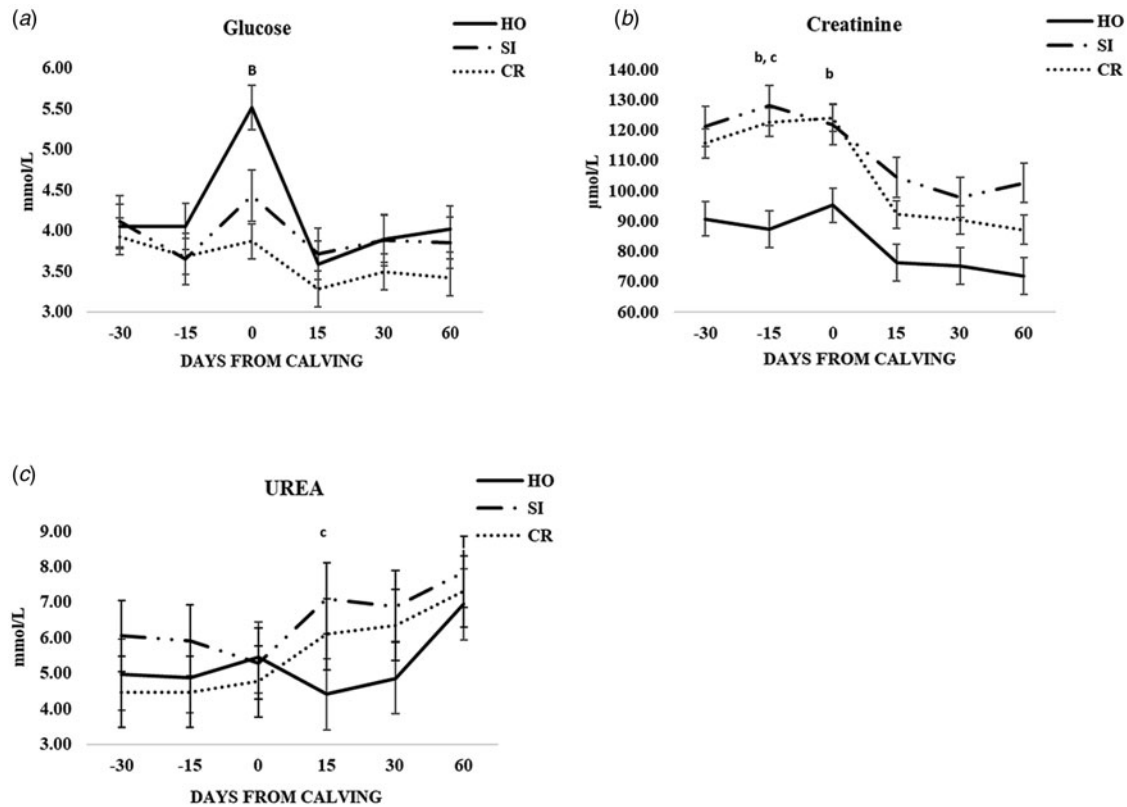 (a)
Glucose
HO
SI
CR
B
6.00
5.50
5.00
4.50
4.00
3.50
3.00
mmol/L
-30 -15 0 15 30 60
DAYS FROM CALVING
(b)
Creatinine
HO
SI
CR
b, c b
140.00
130.00
120.00
110.00
100.00
90.00
80.00
70.00
60.00
μmol/L
-30 -15 0 15 30 60
DAYS FROM CALVING
(c)
UREA
HO
SI
CR
c
9.00
8.00
7.00
6.00
5.00
4.00
3.00
mmol/L
-30 -15 0 15 30 60
DAYS FROM CALVING